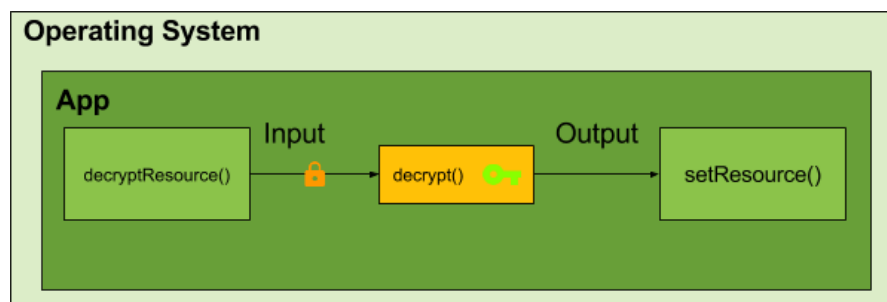 Operating System
App
Input
Output
decryptResource()
decrypt()
setResource()